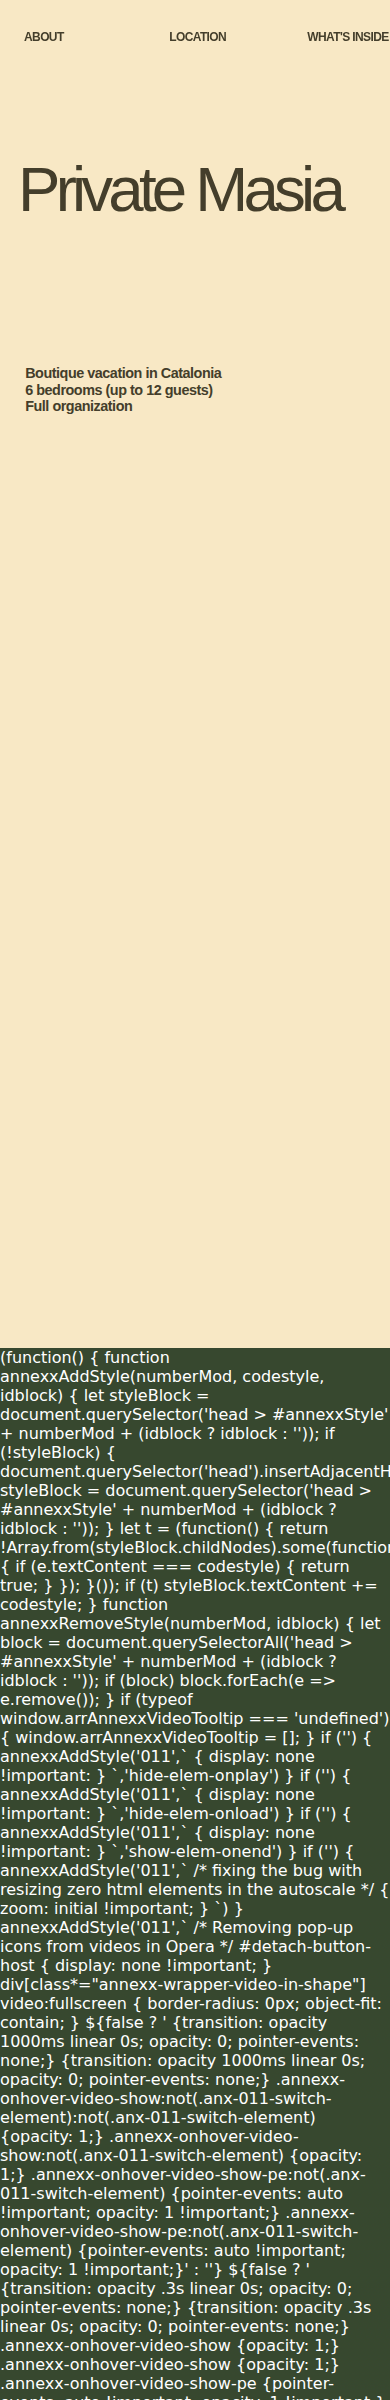 ABOUT LOCATION WHAT'S INSIDE
Private Masia
Boutique vacation in Catalonia
6 bedrooms (up to 12 guests)
Full organization
(function() { function
annexxAddStyle(numberMod, codestyle,
idblock) { let styleBlock =
document.querySelector('head > #annexxStyle'
+ numberMod + (idblock ? idblock : '')); if
(!styleBlock) {
document.querySelector('head').insertAdjacentH
styleBlock = document.querySelector('head >
#annexxStyle' + numberMod + (idblock ?
idblock : '')); } let t = (function() { return
!Array.from(styleBlock.childNodes).some(function
{ if (e.textContent === codestyle) { return
true; } }); }()); if (t) styleBlock.textContent +=
codestyle; } function
annexxRemoveStyle(numberMod, idblock) { let
block = document.querySelectorAll('head >
#annexxStyle' + numberMod + (idblock ?
idblock : '')); if (block) block.forEach(e =>
e.remove()); } if (typeof
window.arrAnnexxVideoTooltip === 'undefined')
{ window.arrAnnexxVideoTooltip = []; } if ('') {
annexxAddStyle('011',` { display: none
!important; } `,'hide-elem-onplay') } if ('') {
annexxAddStyle('011',` { display: none
!important; } `,'hide-elem-onload') } if ('') {
annexxAddStyle('011',` { display: none
!important; } `,'show-elem-onend') } if ('') {
annexxAddStyle('011',` /* fixing the bug with
resizing zero html elements in the autoscale */ {
zoom: initial !important; } `) }
annexxAddStyle('011',` /* Removing pop-up
icons from videos in Opera */ #detach-button-
host { display: none !important; }
div[class*="annexx-wrapper-video-in-shape"]
video:fullscreen { border-radius: 0px; object-fit:
contain; } ${false ? ' {transition: opacity
1000ms linear 0s; opacity: 0; pointer-events:
none;} {transition: opacity 1000ms linear 0s;
opacity: 0; pointer-events: none;} .annexx-
onhover-video-show:not(.anx-011-switch-
element):not(.anx-011-switch-element)
{opacity: 1;} .annexx-onhover-video-
show:not(.anx-011-switch-element) {opacity:
1;} .annexx-onhover-video-show-pe:not(.anx-
011-switch-element) {pointer-events: auto
!important; opacity: 1 !important;} .annexx-
onhover-video-show-pe:not(.anx-011-switch-
element) {pointer-events: auto !important;
opacity: 1 !important;}' : ''} ${false ? '
{transition: opacity .3s linear 0s; opacity: 0;
pointer-events: none;} {transition: opacity .3s
linear 0s; opacity: 0; pointer-events: none;}
.annexx-onhover-video-show {opacity: 1;}
.annexx-onhover-video-show {opacity: 1;}
.annexx-onhover-video-show-pe {pointer-
events: auto !important; opacity: 1 !important;}